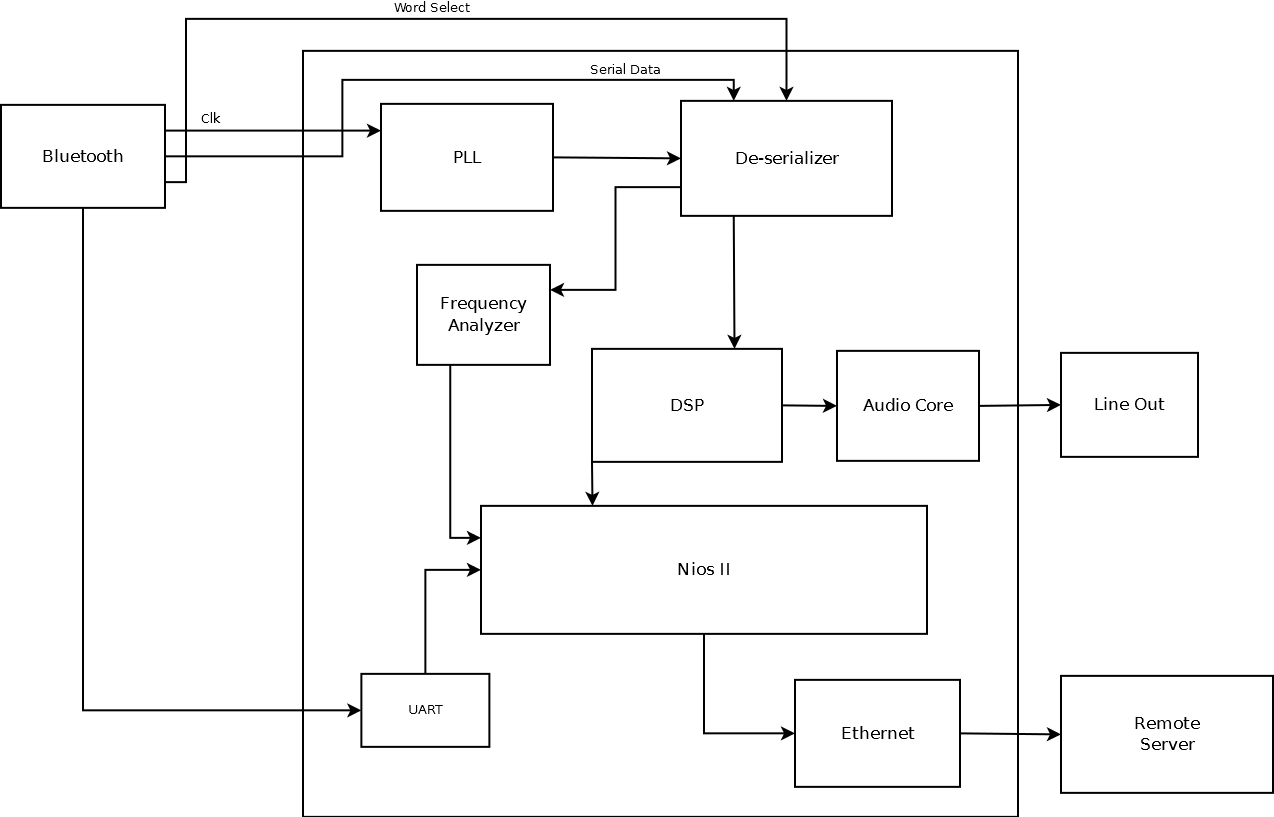 Word Select
Serial Data
Clk
Bluetooth
PLL
De-serializer
Frequency
Analyzer
DSP
Audio Core
Line Out
Nios II
UART
Ethernet
Remote
Server